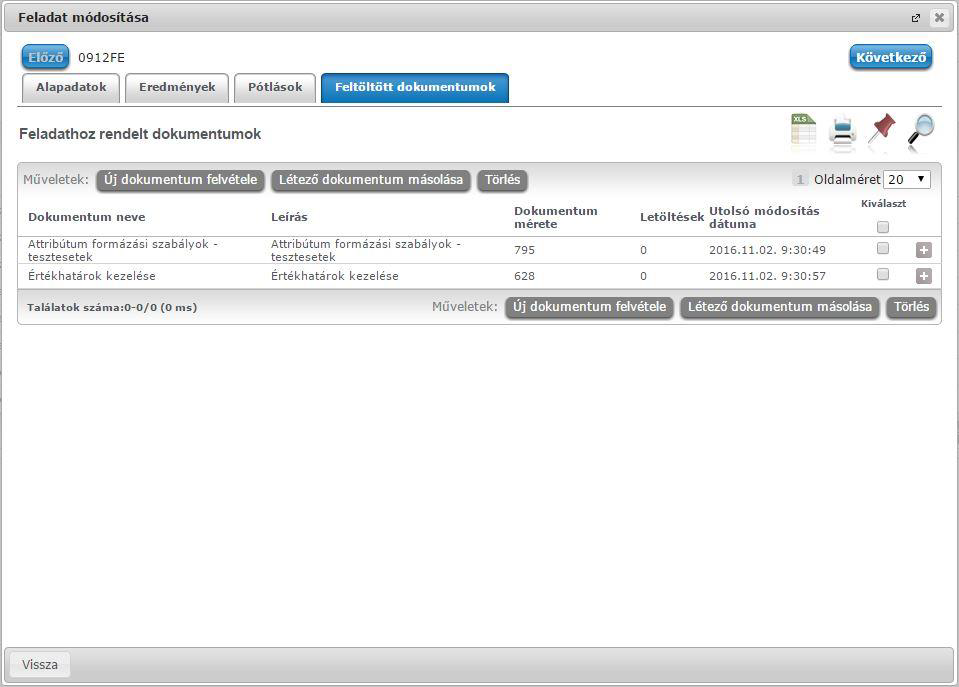 Feladat módosítása
Előző 0912FE Következő
Alapadatok Eredmények Pótlások Feltöltött dokumentumok
Feladathoz rendelt dokumentumok
XLS
Műveletek: Új dokumentum felvétele Létező dokumentum másolása Törlés 1 Oldalméret 20
Dokumentum neve Leírás Dokumentum mérete Letöltések Utolsó módosítás dátuma Kiválaszt
Attribútum formázási szabályok - tesztesetek Attribútum formázási szabályok - tesztesetek 795 0 2016.11.02. 9:30:49
Értékhatárok kezelése Értékhatárok kezelése 628 0 2016.11.02. 9:30:57
Találatok száma:0-0/0 (0 ms) Műveletek: Új dokumentum felvétele Létező dokumentum másolása Törlés
Vissza